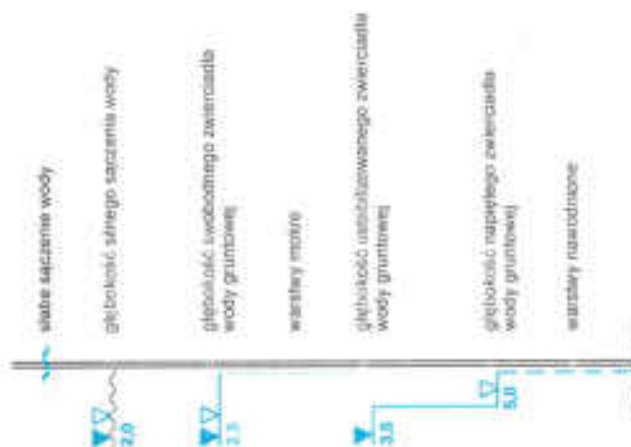 słabe sączenie wody
głębokość silnego sączenia wody
2,0
głębokość swobodnego zwierciadła
wody gruntowej
2,5
warstwy mokre
głębokość ustabilizowanego zwierciadła
wody gruntowej
3,5
głębokość napiętego zwierciadła
wody gruntowej
5,0
warstwy nawodnione